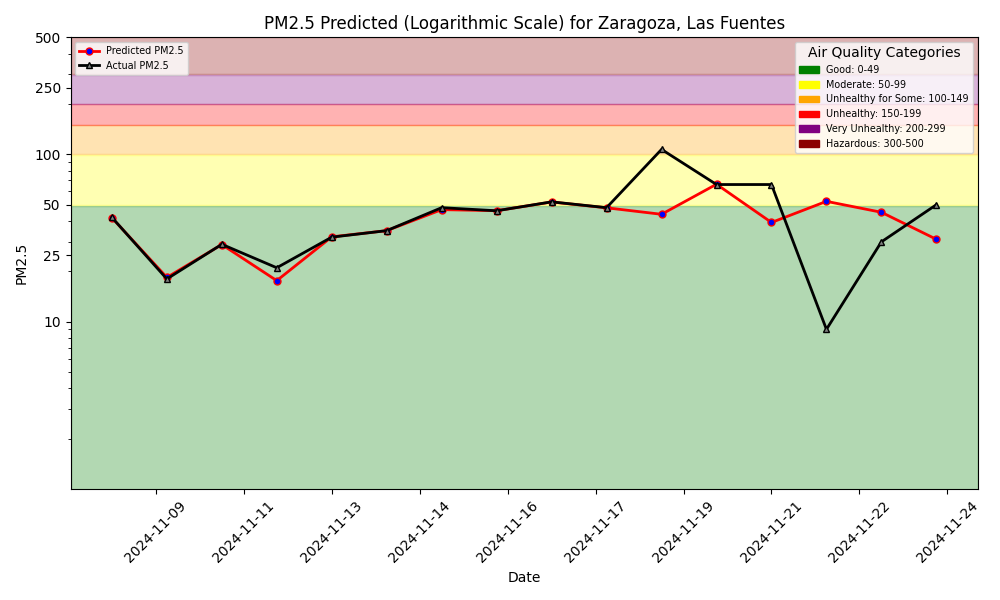 PM2.5 Predicted (Logarithmic Scale) for Zaragoza, Las Fuentes
Predicted PM2.5
Actual PM2.5
Air Quality Categories
Good: 0-49
Moderate: 50-99
Unhealthy for Some: 100-149
Unhealthy: 150-199
Very Unhealthy: 200-299
Hazardous: 300-500
500
250
100
50
25
10
PM2.5
2024-11-09
2024-11-11
2024-11-13
2024-11-14
2024-11-16
2024-11-17
2024-11-19
2024-11-21
2024-11-22
2024-11-24
Date